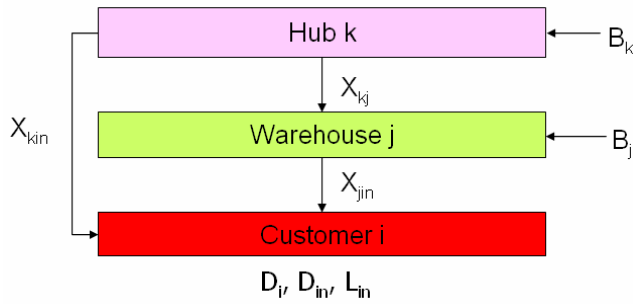 Hub k
B_k
X_kj
X_kin
Warehouse j
B_j
X_jin
Customer i
D_i, D_in, L_in